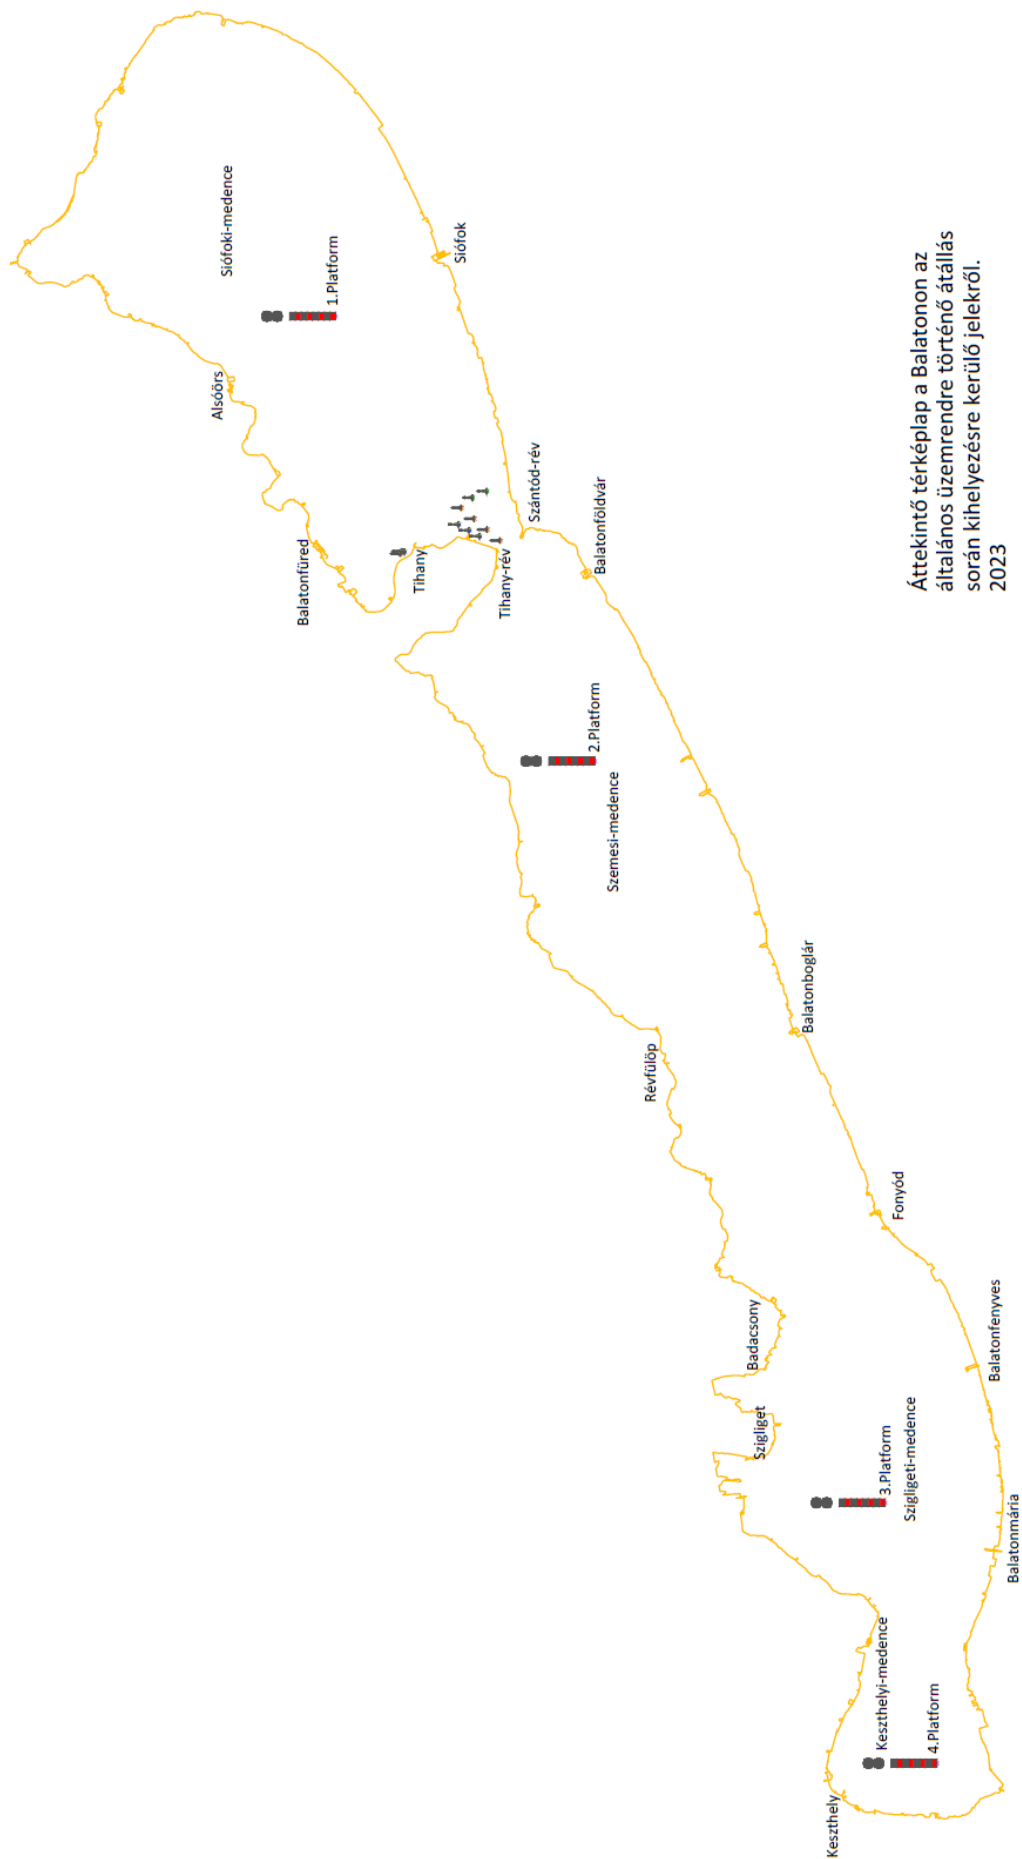 Siófoki-medence
1.Platform
Siófok
Alsóörs
Szántód-rév
Balatonfüred
Tihany
Tihany-rév
Balatonföldvár
2.Platform
Szemesi-medence
Balatonboglár
Révfülöp
Fonyód
Badacsony
Balatonfenyves
Szigliget
3.Platform
Szigligeti-medence
Balatonmária
Keszthelyi-medence
4.Platform
Keszthely
Áttekintő térképlap a Balatonon az
általános üzemrendre történő átállás
során kihelyezésre kerülő jelekről.
2023